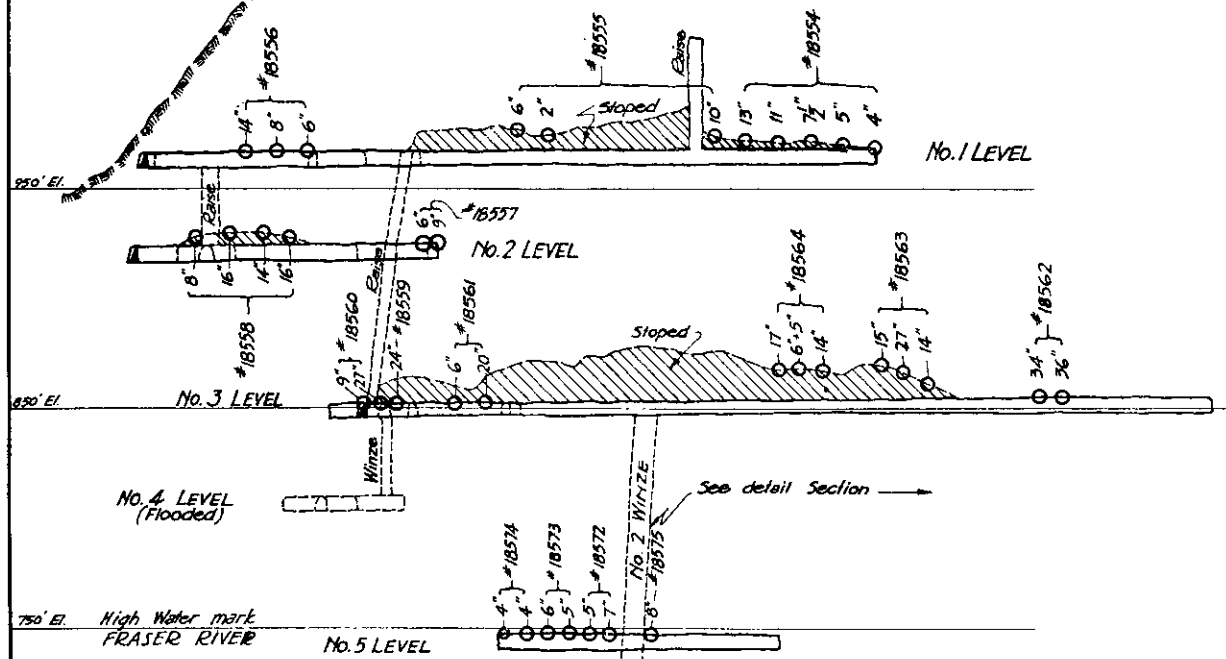 #18556
14" 8" 6"
#18555
6" 2" 10"
Stoped
Raise
#18554
13" 11" 7½" 5" 4"
No. 1 LEVEL
950' El.
Raise
6" 9" #18557
No. 2 LEVEL
8" 16" 14" 16"
#18558
Raise
9" #18560
24" - #18559
6" 20" #18561
Stoped
#18564
17" 6"+5" 14"
#18563
15" 27" 14"
#18562
34" 36"
No. 3 LEVEL
850' El.
Winze
No. 4 LEVEL
(Flooded)
No. 2 WINZE
See detail Section
#18574
4" 4"
#18573
6" 5"
#18572
5" 7"
8" #18575
750' El. High Water mark
FRASER RIVER
No. 5 LEVEL